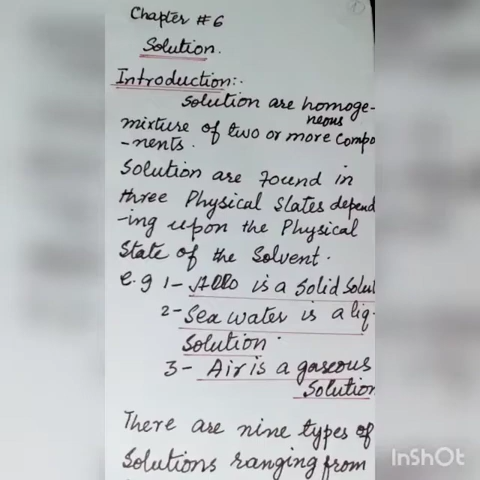 Chapter #6
Solution.
Introduction:.
Solution are homoge-
neous
mixture of two or more Compo
-nents.
Solution are found in
three Physical States depend
-ing upon the Physical
State of the Solvent.
e.g 1- is a Solid Solut
2- Sea water is a liq-
Solution.
3- Air is a gaseous
Solution
There are nine types of
Solutions ranging from
InShOt